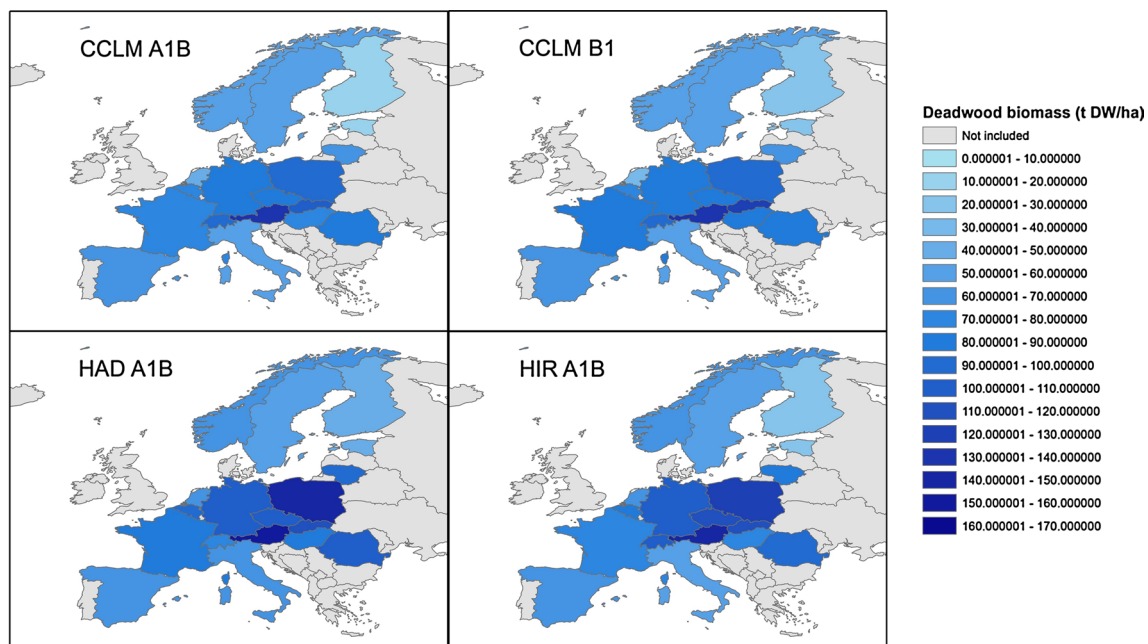 CCLM A1B
CCLM B1
HAD A1B
HIR A1B
Deadwood biomass (t DW/ha)
Not included
0.000001 - 10.000000
10.000001 - 20.000000
20.000001 - 30.000000
30.000001 - 40.000000
40.000001 - 50.000000
50.000001 - 60.000000
60.000001 - 70.000000
70.000001 - 80.000000
80.000001 - 90.000000
90.000001 - 100.000000
100.000001 - 110.000000
110.000001 - 120.000000
120.000001 - 130.000000
130.000001 - 140.000000
140.000001 - 150.000000
150.000001 - 160.000000
160.000001 - 170.000000